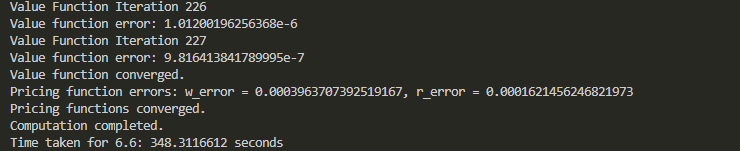 Value Function Iteration 226
Value function error: 1.01200196256368e-6
Value Function Iteration 227
Value function error: 9.816413841789995e-7
Value function converged.
Pricing function errors: w_error = 0.0003963707392519167, r_error = 0.0001621456246821973
Pricing functions converged.
Computation completed.
Time taken for 6.6: 348.3116612 seconds